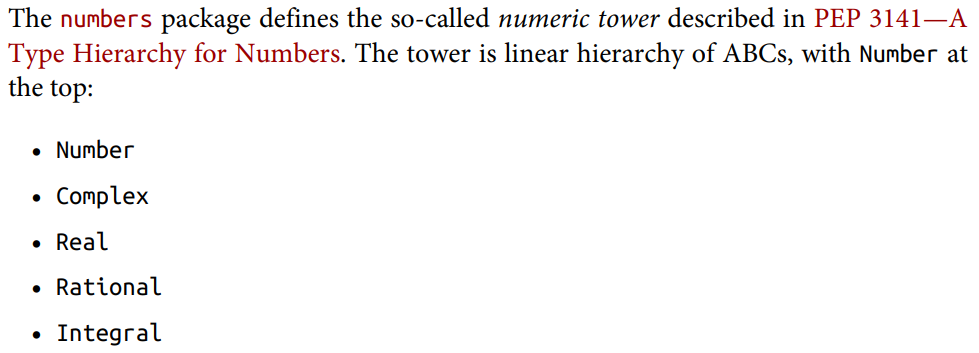 The numbers package defines the so-called numeric tower described in PEP 3141—A
Type Hierarchy for Numbers. The tower is linear hierarchy of ABCs, with Number at
the top:
• Number
• Complex
• Real
• Rational
• Integral